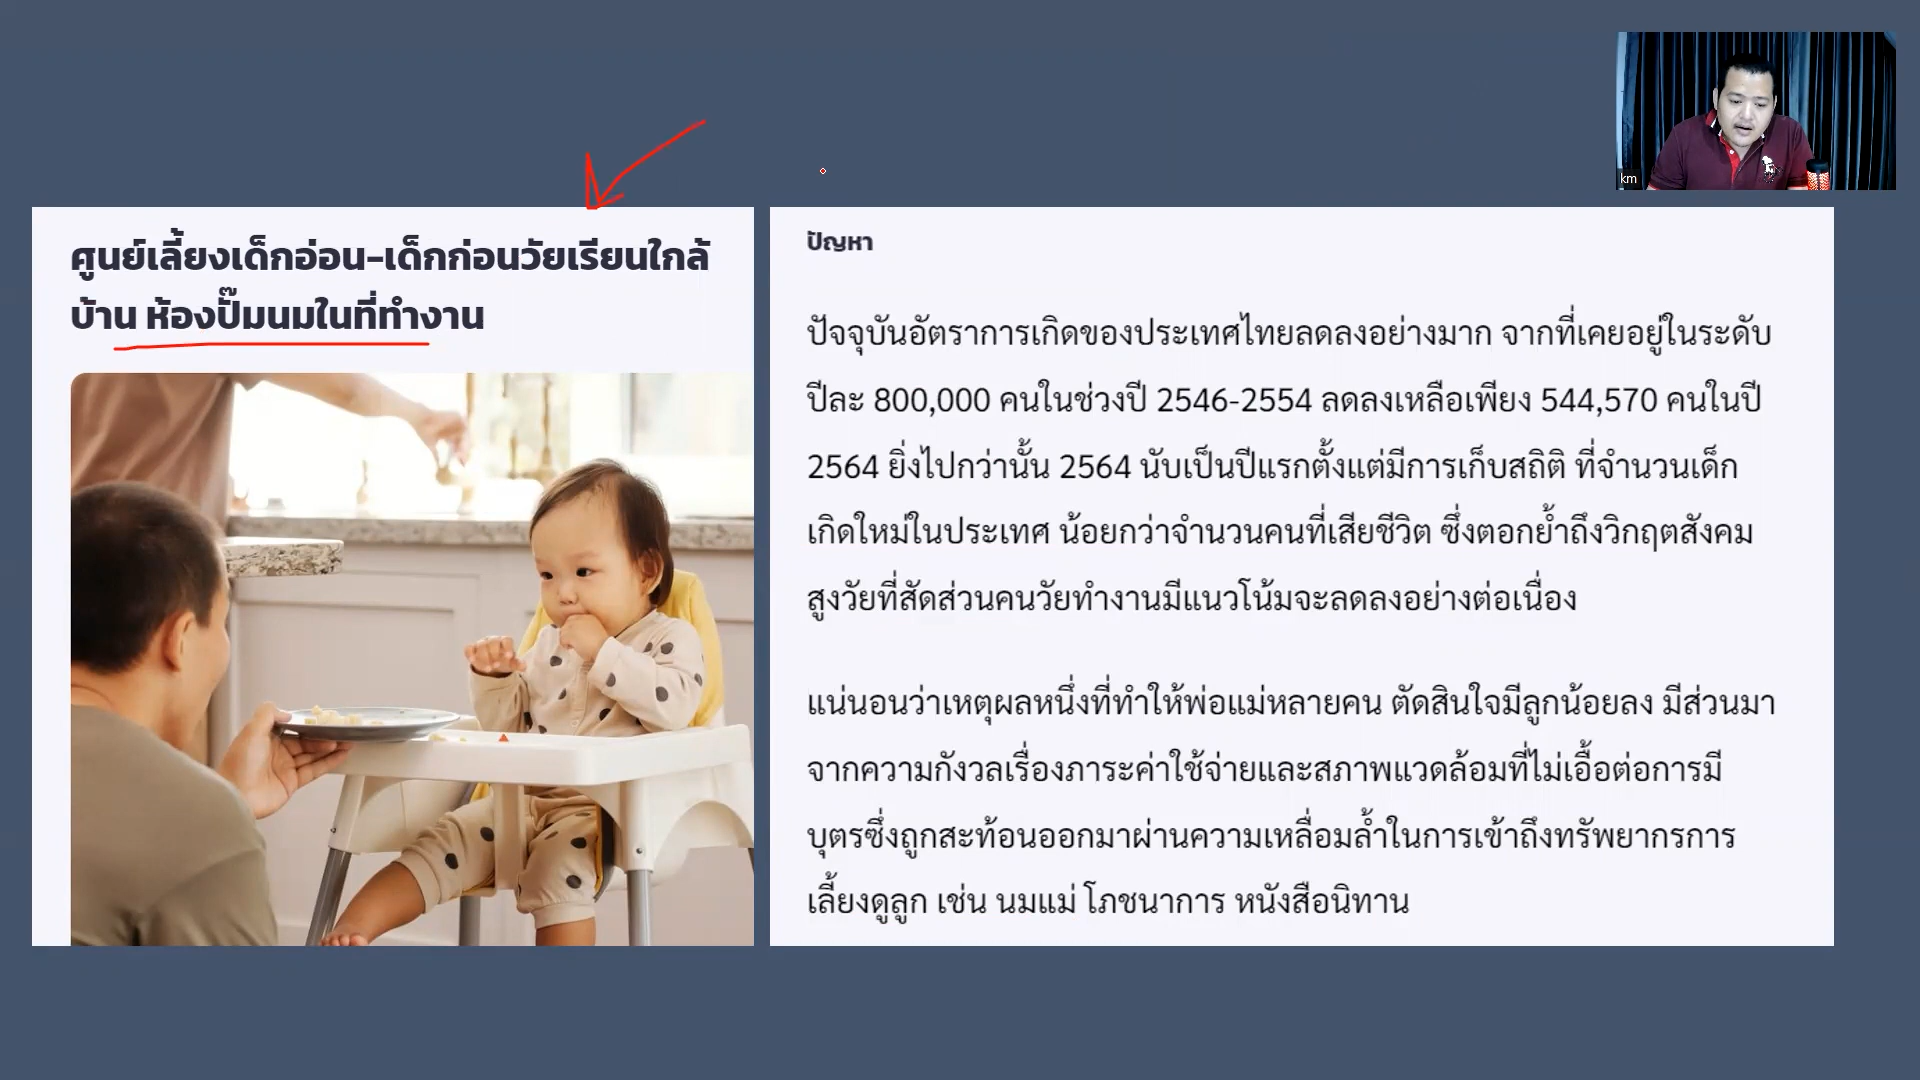 km
ศูนย์เลี้ยงเด็กอ่อน-เด็กก่อนวัยเรียนใกล้
บ้าน ห้องปั๊มนมในที่ทำงาน
ปัญหา
ปัจจุบันอัตราการเกิดของประเทศไทยลดลงอย่างมาก จากที่เคยอยู่ในระดับ
ปีละ 800,000 คนในช่วงปี 2546-2554 ลดลงเหลือเพียง 544,570 คนในปี
2564 ยิ่งไปกว่านั้น 2564 นับเป็นปีแรกตั้งแต่มีการเก็บสถิติ ที่จำนวนเด็ก
เกิดใหม่ในประเทศ น้อยกว่าจำนวนคนที่เสียชีวิต ซึ่งตอกย้ำถึงวิกฤตสังคม
สูงวัยที่สัดส่วนคนวัยทำงานมีแนวโน้มจะลดลงอย่างต่อเนื่อง
แน่นอนว่าเหตุผลหนึ่งที่ทำให้พ่อแม่หลายคน ตัดสินใจมีลูกน้อยลง มีส่วนมา
จากความกังวลเรื่องภาระค่าใช้จ่ายและสภาพแวดล้อมที่ไม่เอื้อต่อการมี
บุตรซึ่งถูกสะท้อนออกมาผ่านความเหลื่อมล้ำในการเข้าถึงทรัพยากรการ
เลี้ยงดูลูก เช่น นมแม่ โภชนาการ หนังสือนิทาน